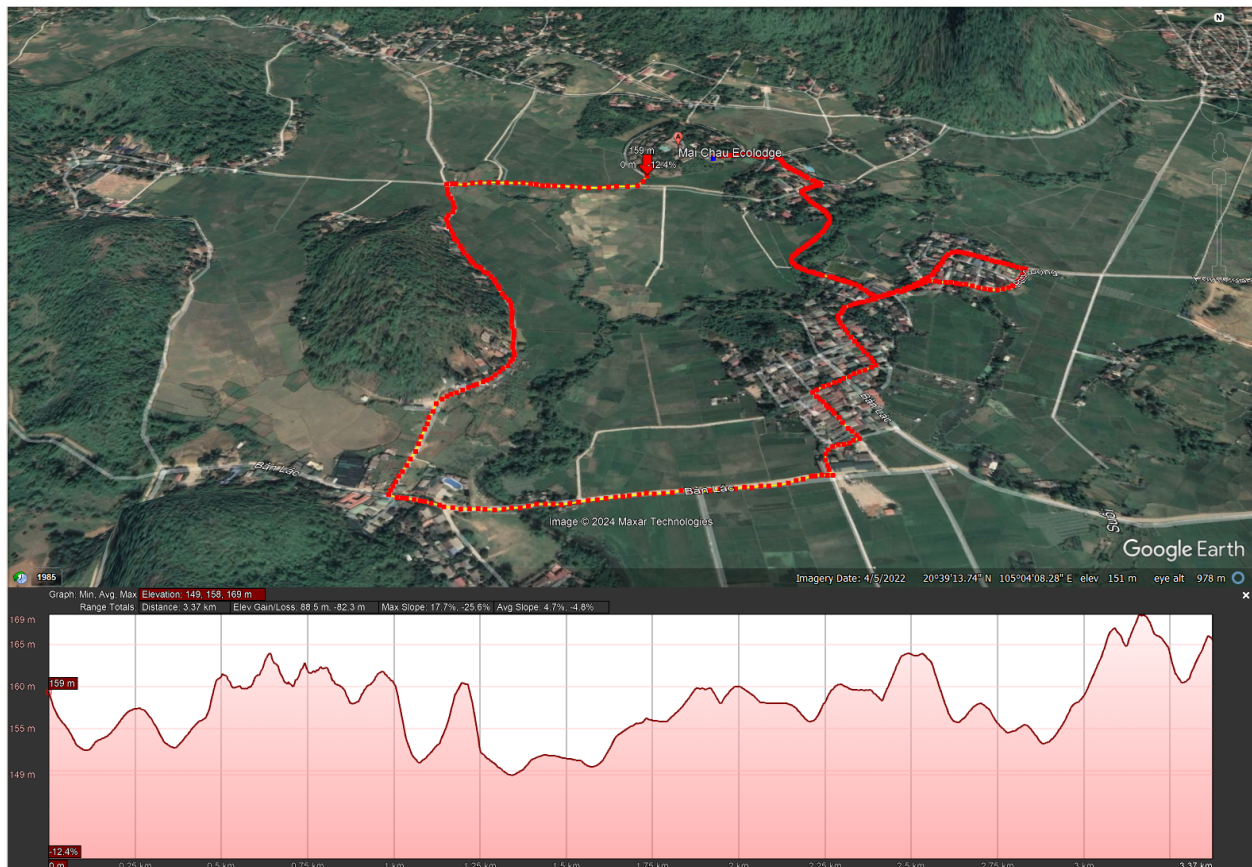 N
159 m
0 m -12.4%
A
Mai Chau Ecolodge
Bản Lác
Bản Lác
Bản Lác
Suối
Image © 2024 Maxar Technologies
Google Earth
1985
Imagery Date: 4/5/2022 20°39'13.74" N 105°04'08.28" E elev 151 m eye alt 978 m
Graph: Min, Avg, Max Elevation: 149, 158, 169 m
Range Totals: Distance: 3.37 km Elev Gain/Loss: 88.5 m, -82.3 m Max Slope: 17.7%, -25.6% Avg Slope: 4.7%, -4.8%
169 m
165 m
160 m
159 m
155 m
149 m
-12.4%
0 m 0.25 km 0.5 km 0.75 km 1 km 1.25 km 1.5 km 1.75 km 2 km 2.25 km 2.5 km 2.75 km 3 km 3.37 km